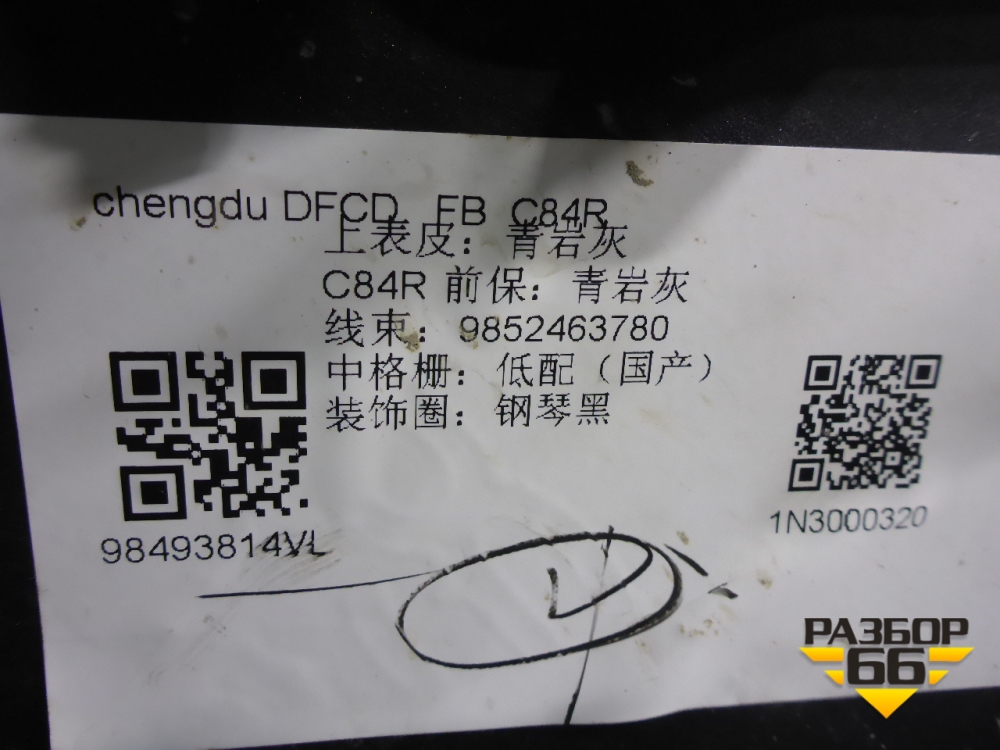 chengdu DFCD FB C84R
上表皮：青岩灰
C84R 前保：青岩灰
线束：9852463780
中格栅：低配（国产）
装饰圈：钢琴黑
98493814VL
1N3000320
РАЗБОР
66